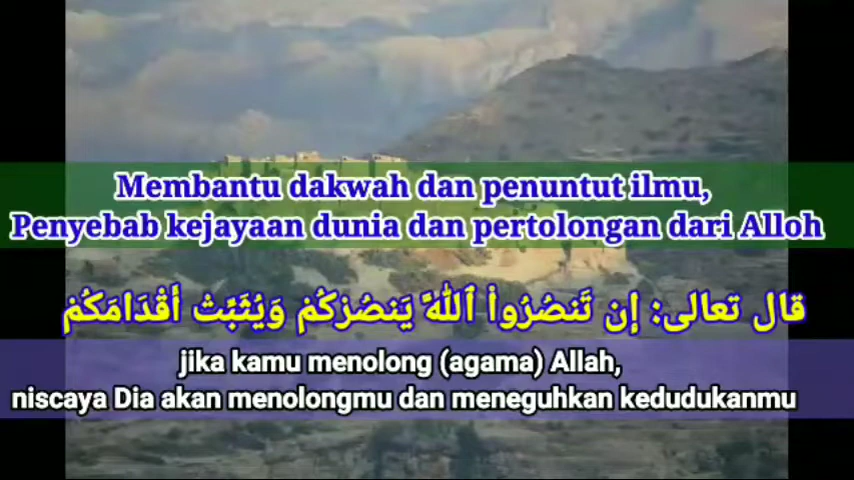 Membantu dakwah dan penuntut ilmu,
Penyebab kejayaan dunia dan pertolongan dari Alloh
قال تعالى: إن تَنصُرُواْ ٱللَّهَ يَنصُرْكُمْ وَيُثَبِّتْ أَقْدَامَكُمْ
jika kamu menolong (agama) Allah,
niscaya Dia akan menolongmu dan meneguhkan kedudukanmu